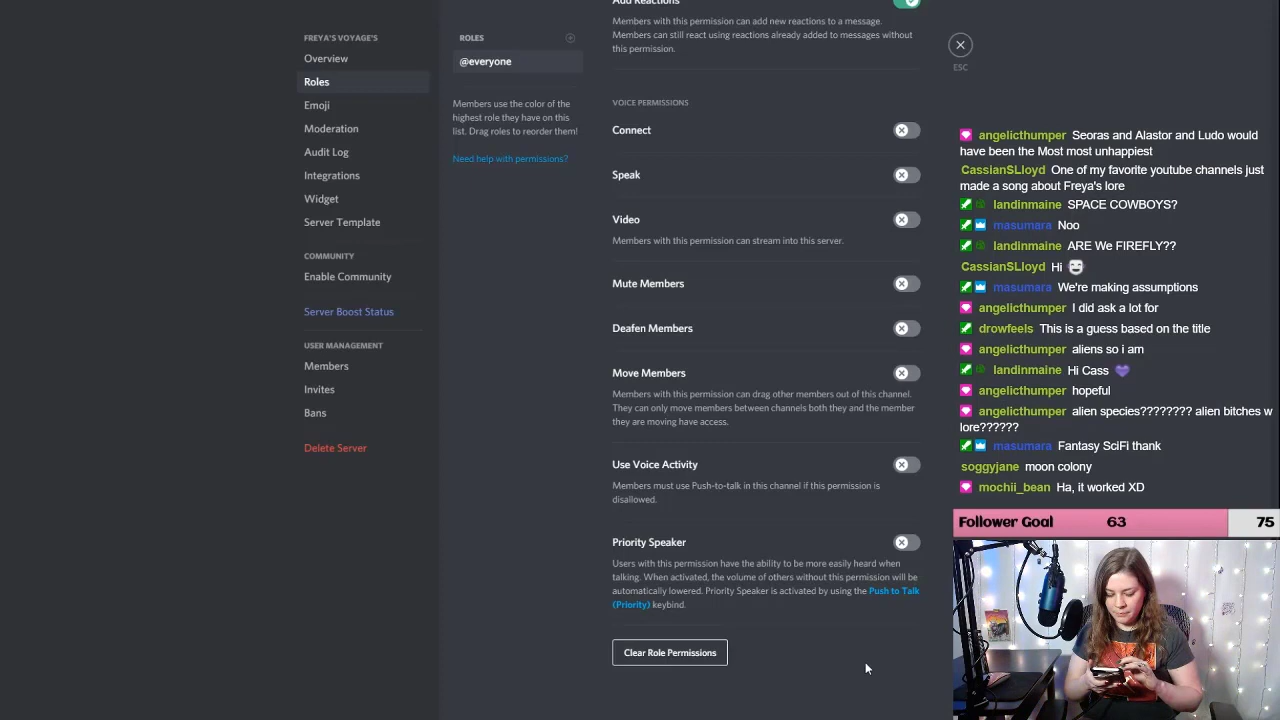 FREYA'S VOYAGE'S
Overview
Roles
Emoji
Moderation
Audit Log
Integrations
Widget
Server Template
COMMUNITY
Enable Community
Server Boost Status
USER MANAGEMENT
Members
Invites
Bans
Delete Server
ROLES
@everyone
Members use the color of the
highest role they have on this
list. Drag roles to reorder them!
Need help with permissions?
Add Reactions
Members with this permission can add new reactions to a message.
Members can still react using reactions already added to messages without
this permission.
VOICE PERMISSIONS
Connect
Speak
Video
Members with this permission can stream into this server.
Mute Members
Deafen Members
Move Members
Members with this permission can drag other members out of this channel.
They can only move members between channels both they and the member
they are moving have access.
Use Voice Activity
Members must use Push-to-talk in this channel if this permission is
disallowed.
Priority Speaker
Users with this permission have the ability to be more easily heard when
talking. When activated, the volume of others without this permission will be
automatically lowered. Priority Speaker is activated by using the Push to Talk
(Priority) keybind.
Clear Role Permissions
ESC
angelicthumper Seoras and Alastor and Ludo would
have been the Most most unhappiest
CassianSLloyd One of my favorite youtube channels just
made a song about Freya's lore
landinmaine SPACE COWBOYS?
masumara Noo
landinmaine ARE We FIREFLY??
CassianSLloyd Hi
masumara We're making assumptions
angelicthumper I did ask a lot for
drowfeels This is a guess based on the title
angelicthumper aliens so i am
landinmaine Hi Cass
angelicthumper hopeful
angelicthumper alien species???????? alien bitches w
lore??????
masumara Fantasy SciFi thank
soggyjane moon colony
mochii_bean Ha, it worked XD
Follower Goal 63 75